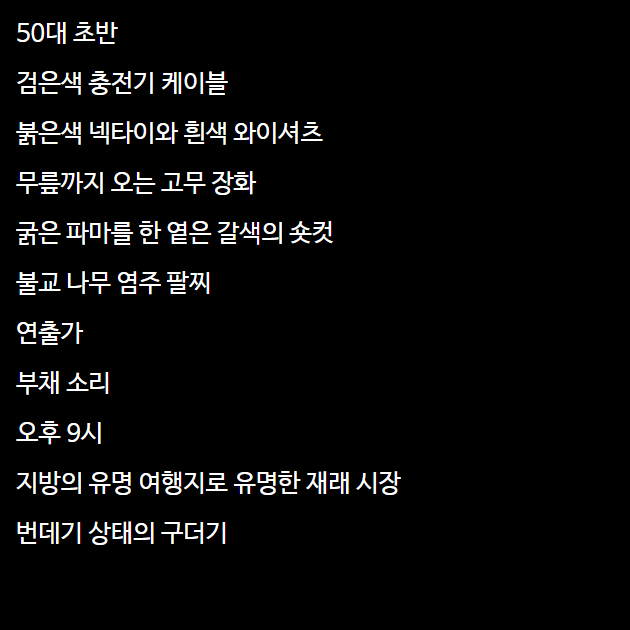 50대 초반
검은색 충전기 케이블
붉은색 넥타이와 흰색 와이셔츠
무릎까지 오는 고무 장화
굵은 파마를 한 옅은 갈색의 숏컷
불교 나무 염주 팔찌
연출가
부채 소리
오후 9시
지방의 유명 여행지로 유명한 재래 시장
번데기 상태의 구더기